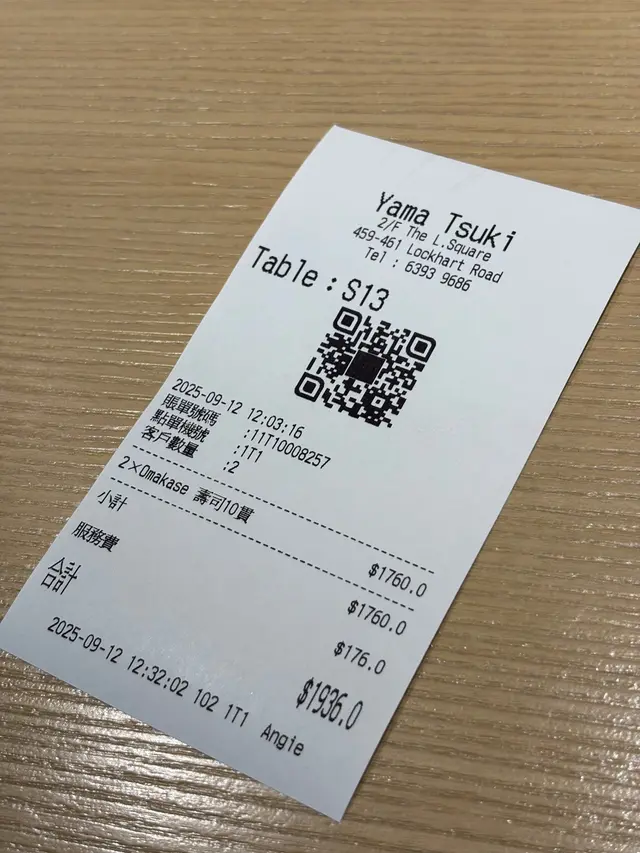 Yama Tsuki
2/F The L.Square
459-461 Lockhart Road
Tel : 6393 9686
Table : S13
2025-09-12 12:03:16
賬單號碼 :11T10008257
點單機號 :1T1
客戶數量 :2
2×Omakase 壽司10貫 $1760.0
小計 $1760.0
服務費 $176.0
合計 $1936.0
2025-09-12 12:32:02 102 1T1 Angie